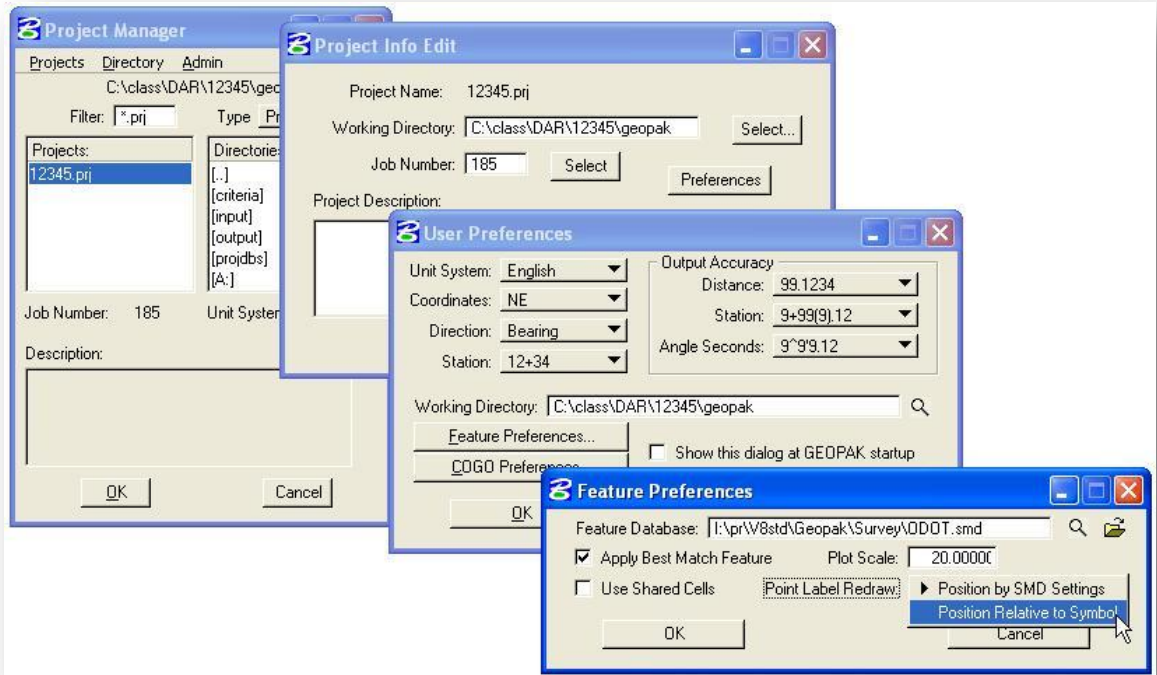 Project Manager
Projects Directory Admin
C:\class\DAR\12345\geo
Filter: *.prj Type
Projects: Directorie
12345.prj
[..]
[criteria]
[input]
[output]
[projdbs]
[A:]
Job Number: 185 Unit System
Description:
OK Cancel
Project Info Edit
Project Name: 12345.prj
Working Directory: C:\class\DAR\12345\geopak Select...
Job Number: 185 Select
Preferences
Project Description:
User Preferences
Unit System: English
Coordinates: NE
Direction: Bearing
Station: 12+34
Output Accuracy
Distance: 99.1234
Station: 9+99(9).12
Angle Seconds: 9^9'9.12
Working Directory: C:\class\DAR\12345\geopak
Feature Preferences...
Show this dialog at GEOPAK startup
COGO Preferences
OK
Feature Preferences
Feature Database: I:\pr\V8std\Geopak\Survey\ODOT.smd
Apply Best Match Feature Plot Scale: 20.00000
Use Shared Cells Point Label Redraw: Position by SMD Settings
Position Relative to Symbol
OK Cancel